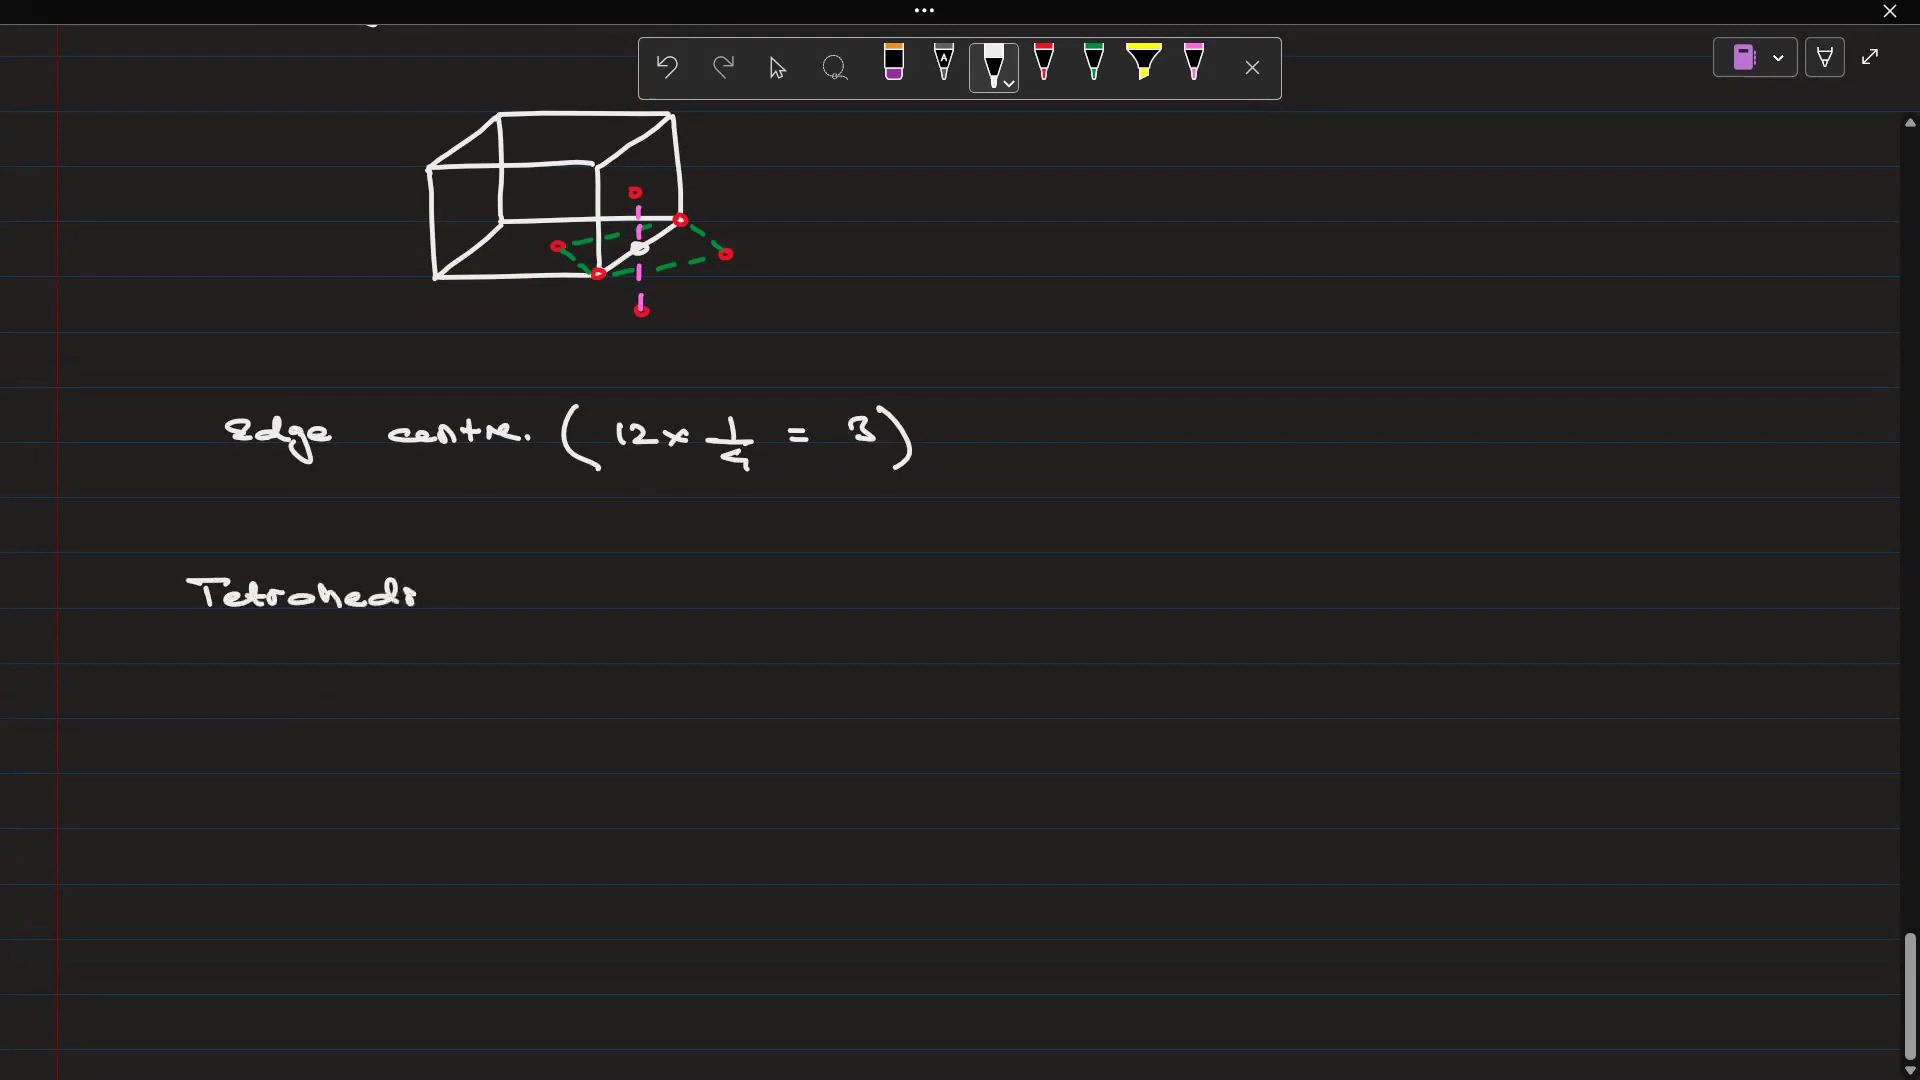 Edge centre. ( 12 × 1/4 = 3 )
Tetrahedr